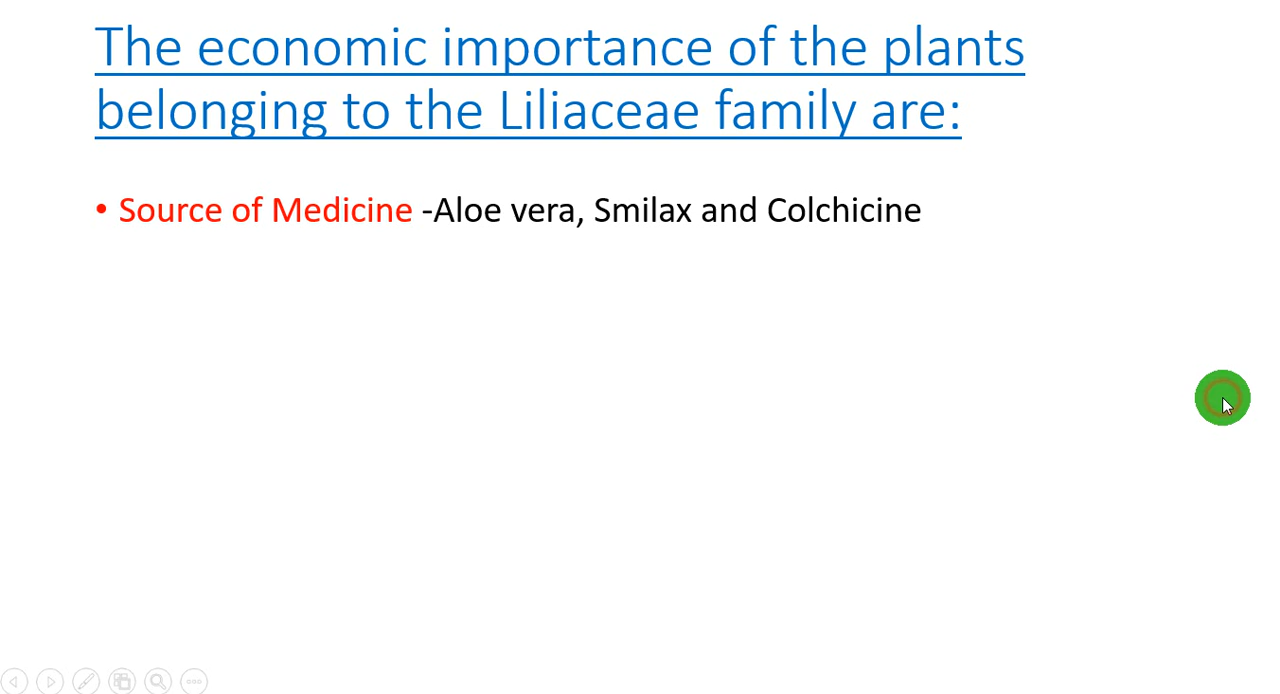 The economic importance of the plants
belonging to the Liliaceae family are:
• Source of Medicine -Aloe vera, Smilax and Colchicine